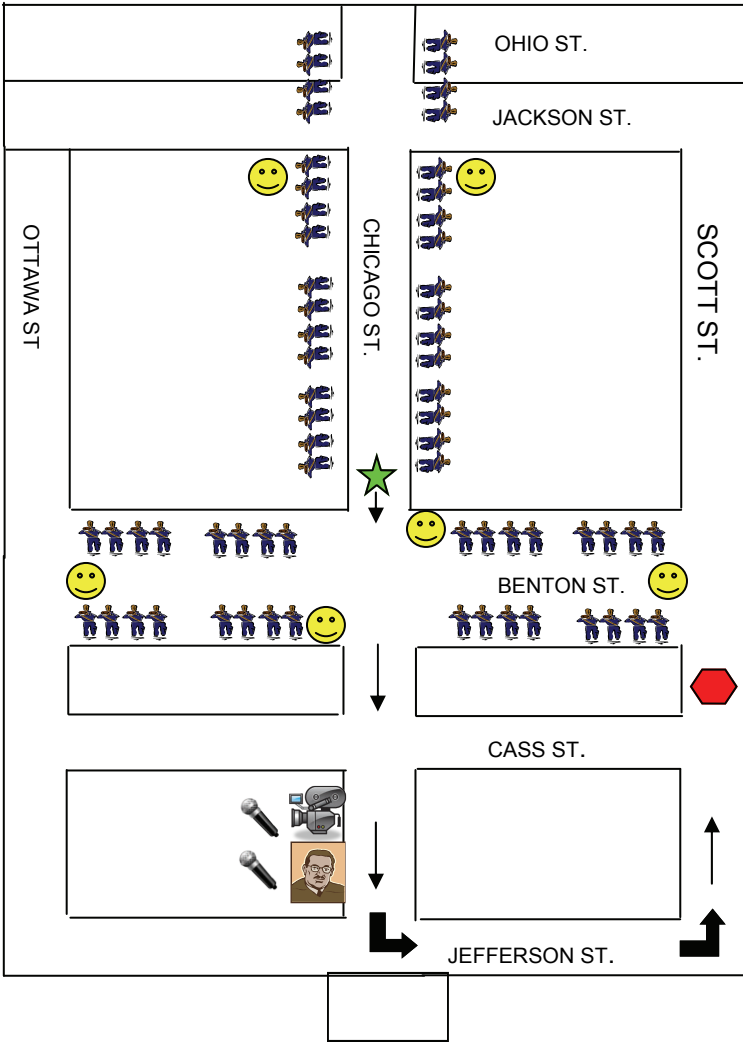 OHIO ST.
JACKSON ST.
OTTAWA ST
CHICAGO ST.
SCOTT ST.
BENTON ST.
CASS ST.
JEFFERSON ST.